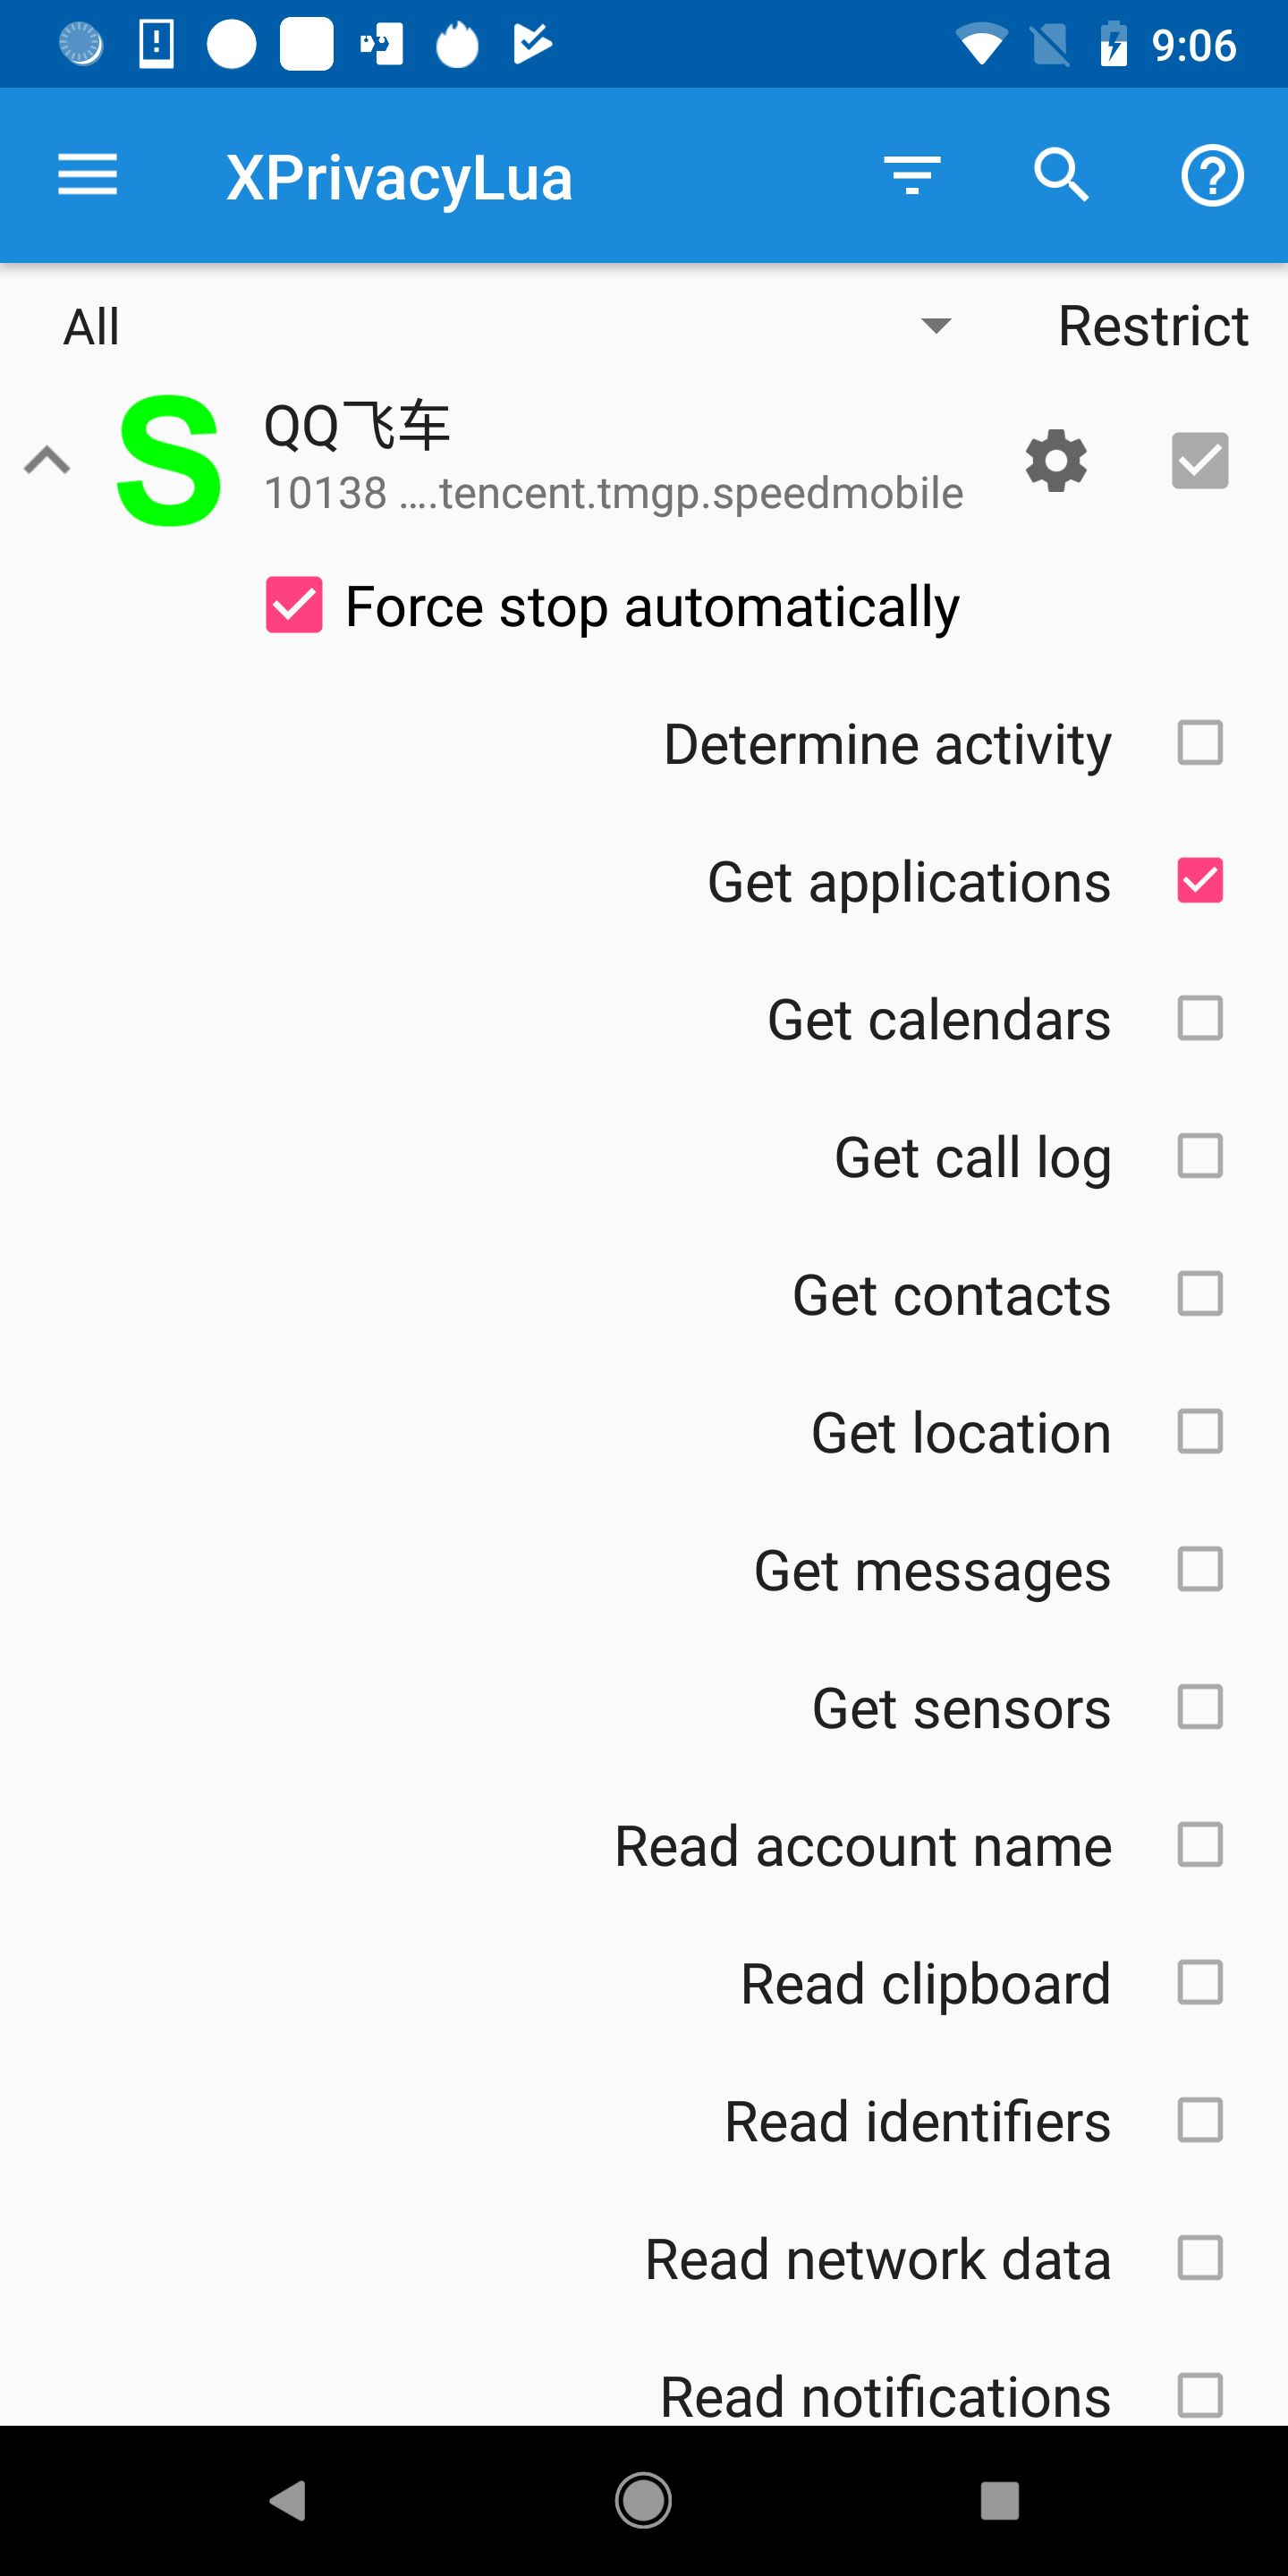 9:06
XPrivacyLua
All
Restrict
S
QQ飞车
10138 ....tencent.tmgp.speedmobile
Force stop automatically
Determine activity
Get applications
Get calendars
Get call log
Get contacts
Get location
Get messages
Get sensors
Read account name
Read clipboard
Read identifiers
Read network data
Read notifications